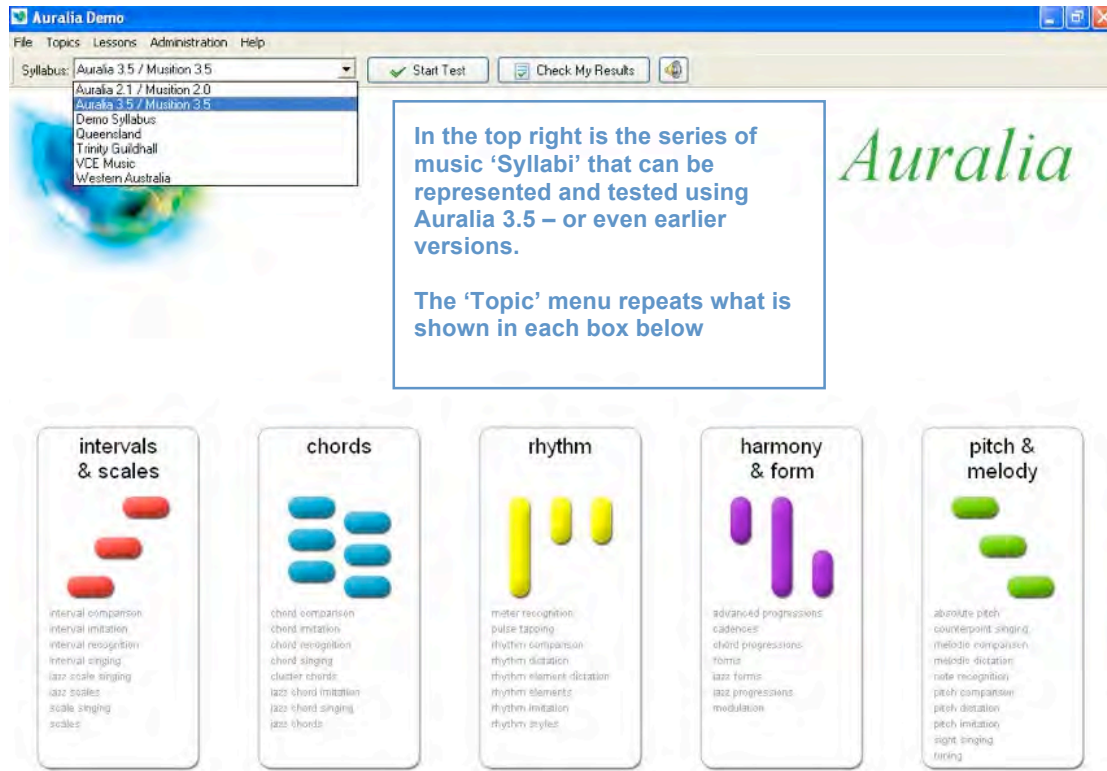 Auralia Demo
File Topics Lessons Administration Help
Syllabus: Auralia 3.5 / Musition 3.5 Start Test Check My Results
Auralia 2.1 / Musition 2.0
Auralia 3.5 / Musition 3.5
Demo Syllabus
Queensland
Trinity Guildhall
VCE Music
Western Australia
In the top right is the series of
music ‘Syllabi’ that can be
represented and tested using
Auralia 3.5 – or even earlier
versions.
The ‘Topic’ menu repeats what is
shown in each box below
Auralia
intervals
& scales
interval comparison
interval imitation
interval recognition
interval singing
jazz scale singing
jazz scales
scale singing
scales
chords
chord comparison
chord imitation
chord recognition
chord singing
cluster chords
jazz chord imitation
jazz chord singing
jazz chords
rhythm
meter recognition
pulse tapping
rhythm comparison
rhythm dictation
rhythm element dictation
rhythm elements
rhythm imitation
rhythm styles
harmony
& form
advanced progressions
cadences
chord progressions
forms
jazz forms
jazz progressions
modulation
pitch &
melody
absolute pitch
counterpoint singing
melodic comparison
melodic dictation
note recognition
pitch comparison
pitch dictation
pitch imitation
sight singing
tuning